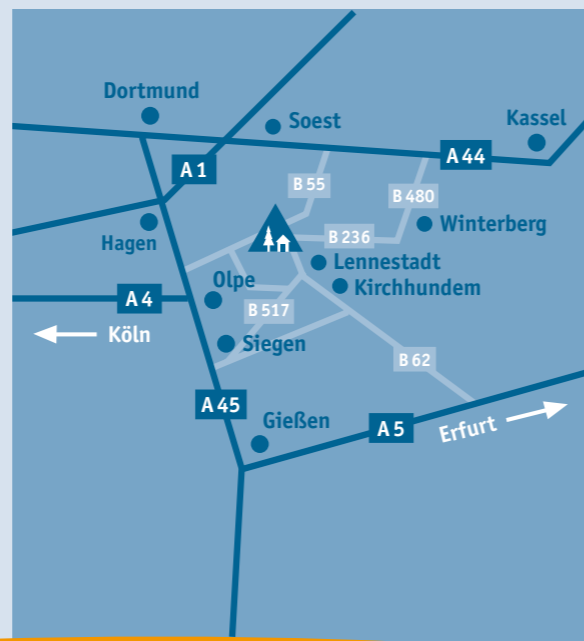 Dortmund
Soest
Kassel
A 44
A 1
B 55
B 480
Winterberg
Hagen
B 236
Lennestadt
Kirchhundem
A 4
Olpe
B 517
Köln
Siegen
B 62
A 45
Gießen
A 5
Erfurt